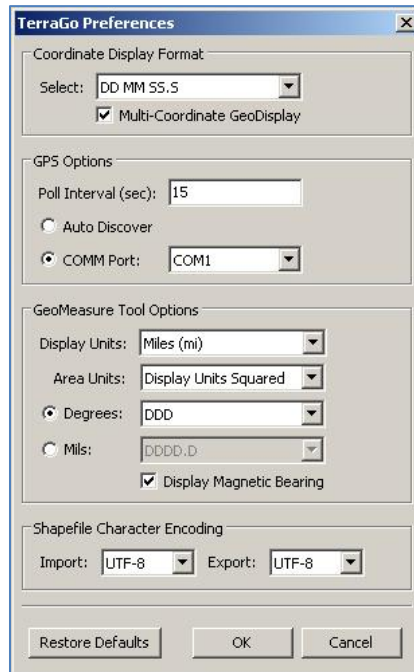 TerraGo Preferences
Coordinate Display Format
Select: DD MM SS.S
Multi-Coordinate GeoDisplay
GPS Options
Poll Interval (sec): 15
Auto Discover
COMM Port: COM1
GeoMeasure Tool Options
Display Units: Miles (mi)
Area Units: Display Units Squared
Degrees: DDD
Mils: DDDD.D
Display Magnetic Bearing
Shapefile Character Encoding
Import: UTF-8 Export: UTF-8
Restore Defaults OK Cancel